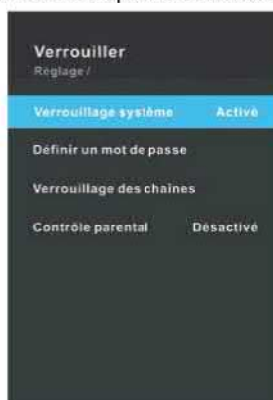 Verrouiller
Réglage /
Verrouillage système Activé
Définir un mot de passe
Verrouillage des chaînes
Contrôle parental Désactivé